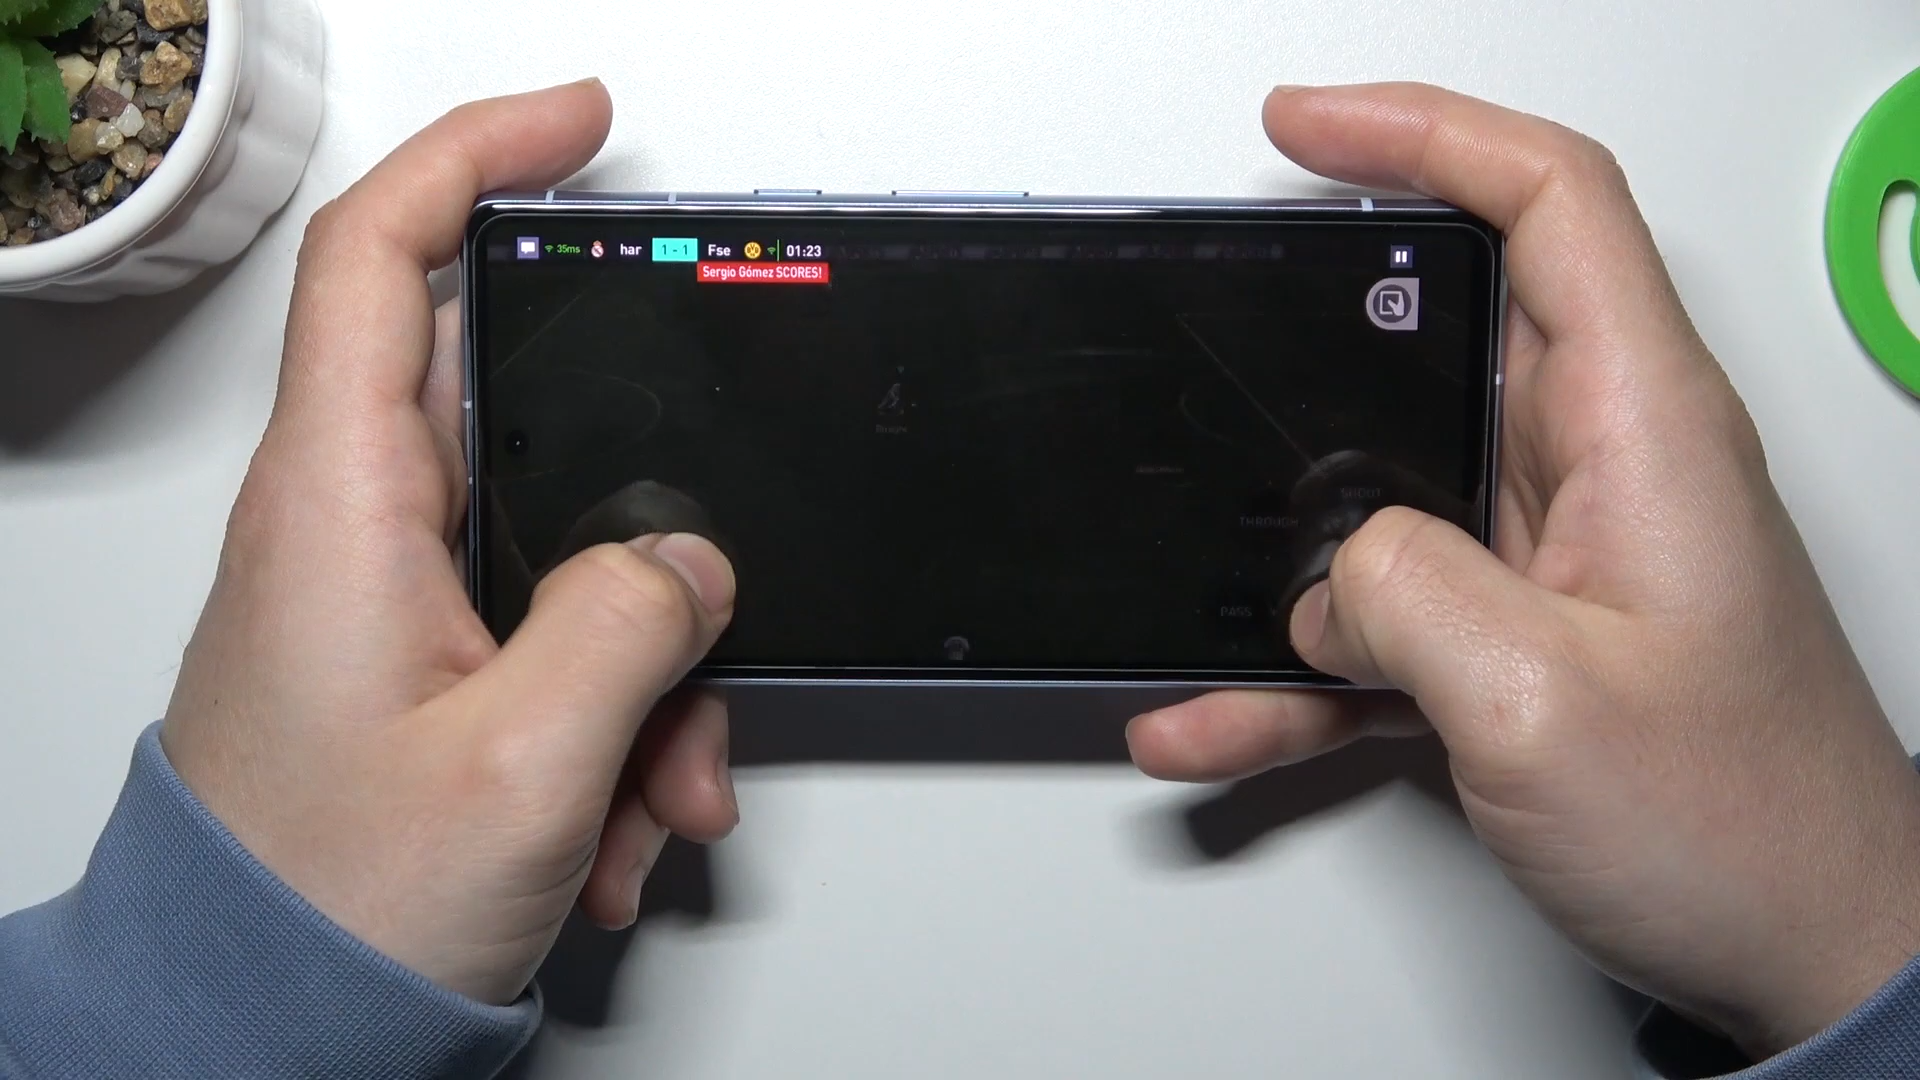 35ms har 1 - 1 Fse 01:23
Sergio Gómez SCORES!
SHOOT
THROUGH
PASS